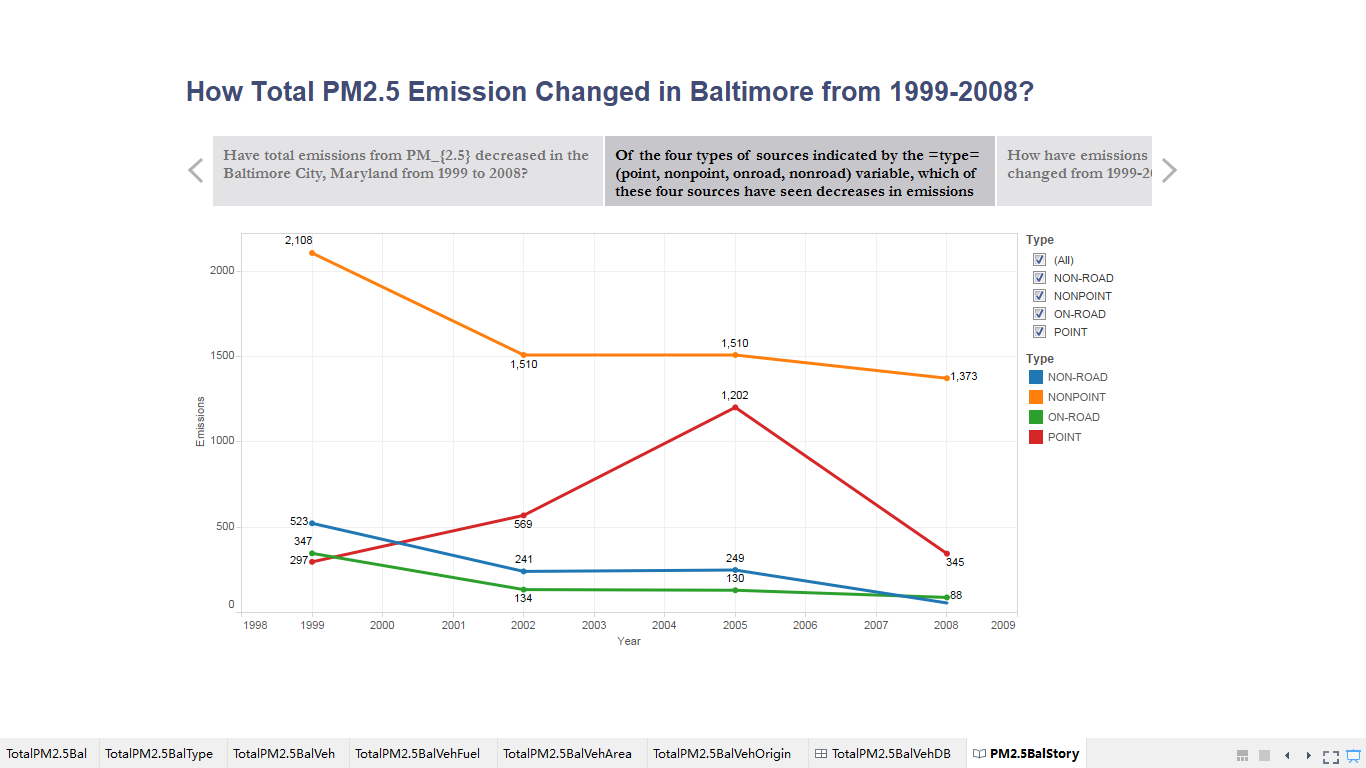 How Total PM2.5 Emission Changed in Baltimore from 1999-2008?
Have total emissions from PM_{2.5} decreased in the
Baltimore City, Maryland from 1999 to 2008?
Of the four types of sources indicated by the =type=
(point, nonpoint, onroad, nonroad) variable, which of
these four sources have seen decreases in emissions
How have emissions
changed from 1999-20
2,108
2000
1500
1,510
1,510
1,373
1,202
1000
Emissions
500
523
347
297
569
241
134
249
130
345
88
0
1998
1999
2000
2001
2002
2003
2004
2005
2006
2007
2008
2009
Year
Type
(All)
NON-ROAD
NONPOINT
ON-ROAD
POINT
Type
NON-ROAD
NONPOINT
ON-ROAD
POINT
TotalPM2.5Bal
TotalPM2.5BalType
TotalPM2.5BalVeh
TotalPM2.5BalVehFuel
TotalPM2.5BalVehArea
TotalPM2.5BalVehOrigin
TotalPM2.5BalVehDB
PM2.5BalStory